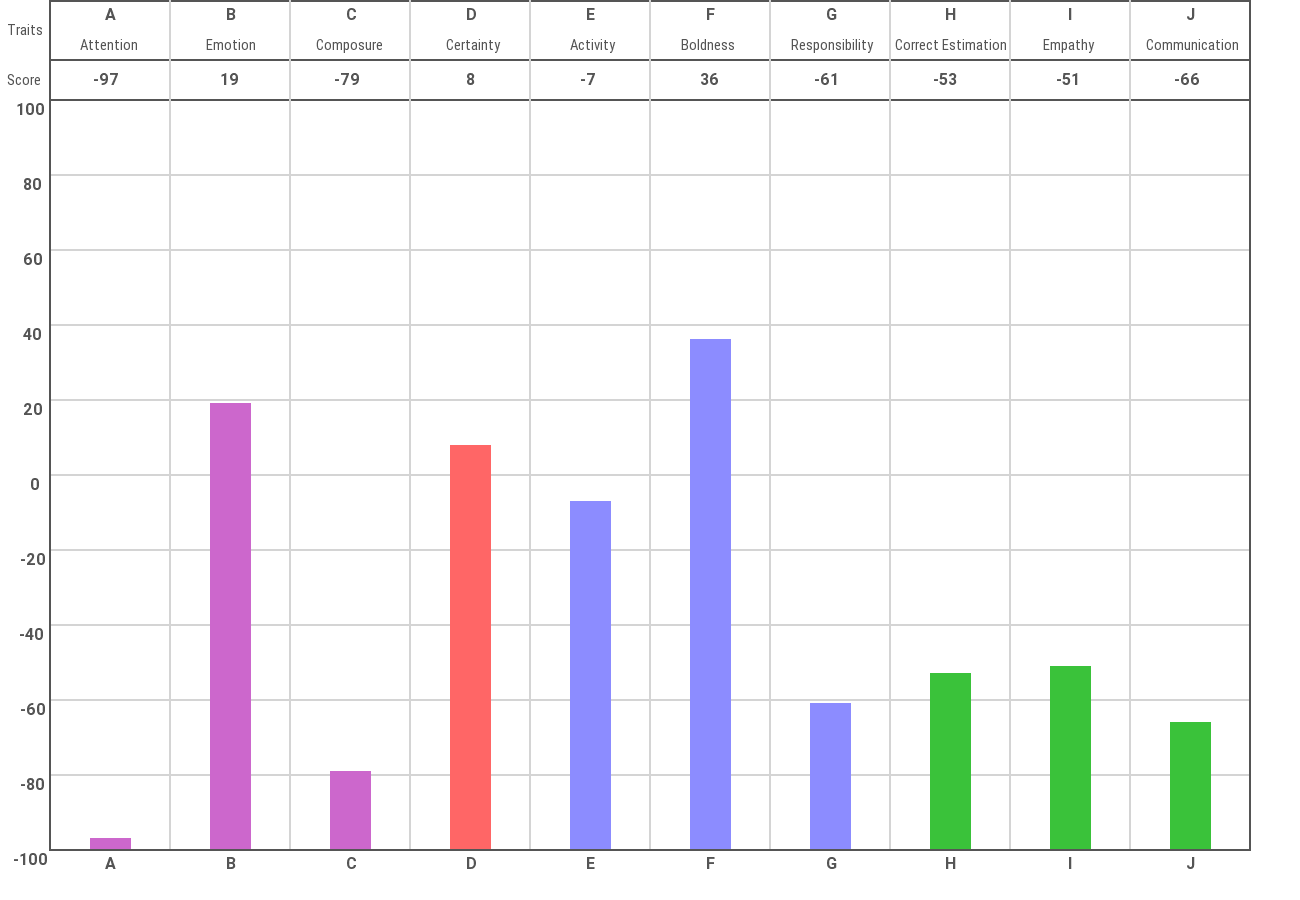 Traits
A B C D E F G H I J
Attention Emotion Composure Certainty Activity Boldness Responsibility Correct Estimation Empathy Communication
Score -97 19 -79 8 -7 36 -61 -53 -51 -66
100
80
60
40
20
0
-20
-40
-60
-80
-100
A B C D E F G H I J